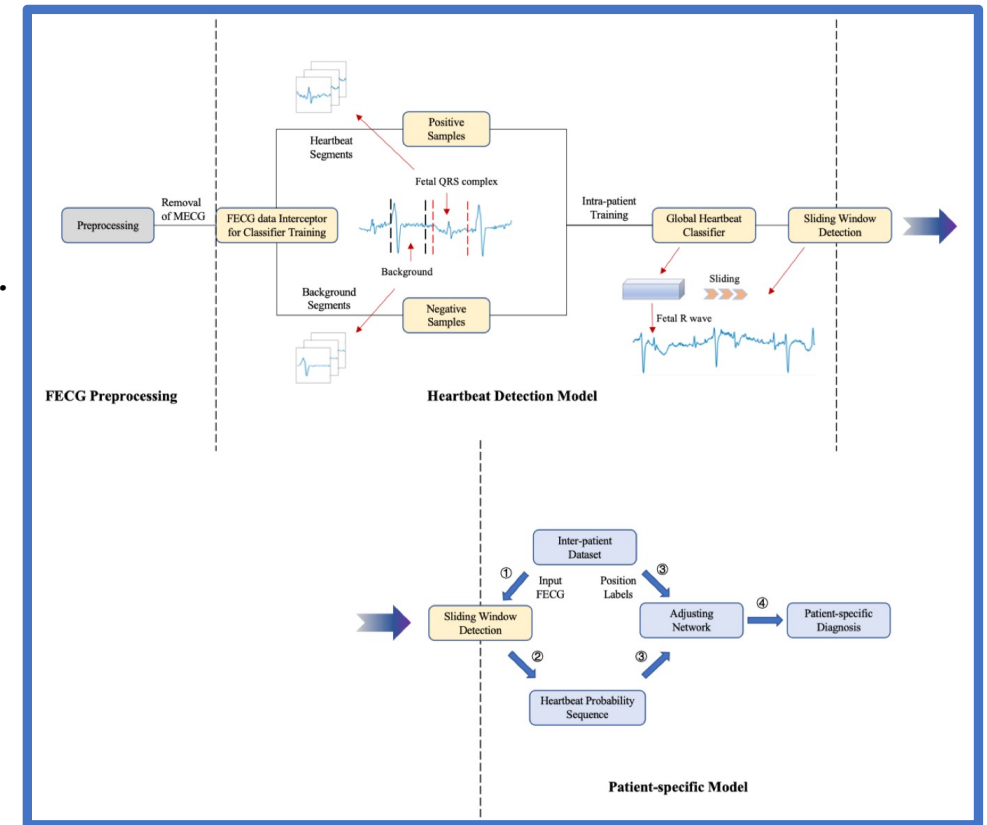 Positive
Samples
Heartbeat
Segments
Fetal QRS complex
Removal
of MECG
Preprocessing
FECG data Interceptor
for Classifier Training
Intra-patient
Training
Global Heartbeat
Classifier
Sliding Window
Detection
Background
Sliding
Background
Segments
Negative
Samples
Fetal R wave
FECG Preprocessing
Heartbeat Detection Model
Inter-patient
Dataset
①
Input
FECG
Position
Labels
③
Sliding Window
Detection
Adjusting
Network
④
Patient-specific
Diagnosis
②
③
Heartbeat Probability
Sequence
Patient-specific Model